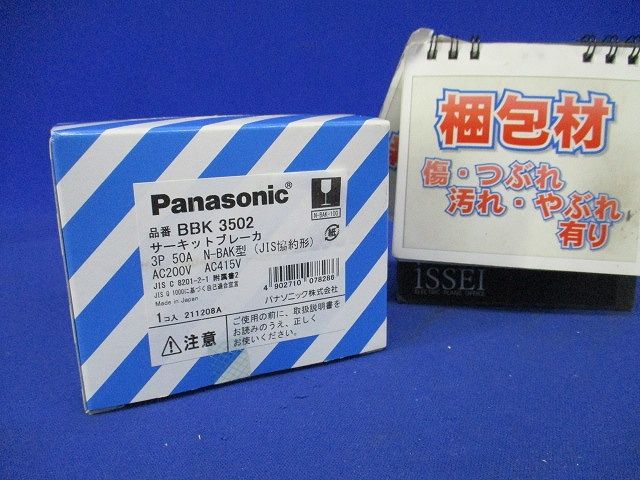 Panasonic®
N-BAK-100
品番 BBK 3502
サーキットブレーカ
3P 50A N-BAK型 (JIS協約形)
AC200V AC415V
JIS C 8201-2-1 附属書2
JIS Q 1000に基づく自己適合宣言
Made in Japan
4902710 078286
パナソニック株式会社
1コ入 211208A
注意
ご使用の前に、取扱説明書を
お読みのうえ、正しく
お使いください。
紙
梱包材
傷・つぶれ
汚れ・やぶれ
有り
iSSEI